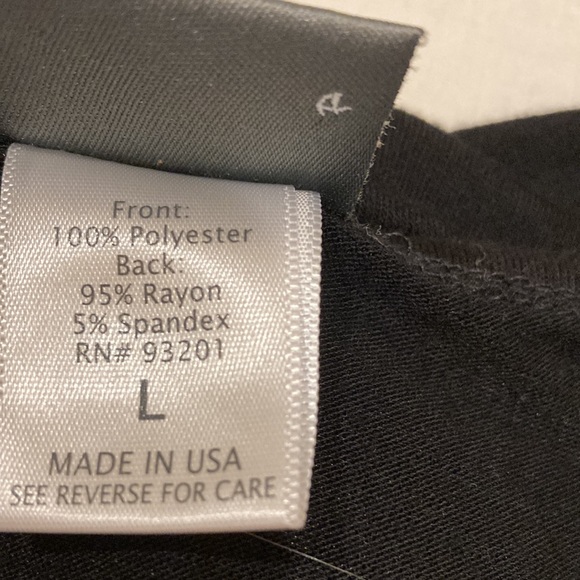 Front:
100% Polyester
Back:
95% Rayon
5% Spandex
RN# 93201
L
MADE IN USA
SEE REVERSE FOR CARE